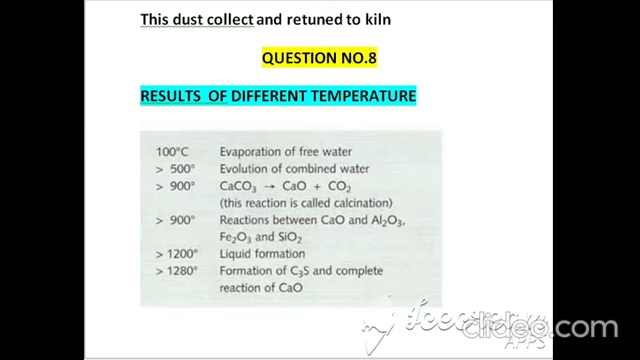 This dust collect and retuned to kiln
QUESTION NO.8
RESULTS OF DIFFERENT TEMPERATURE
100°C Evaporation of free water
> 500° Evolution of combined water
> 900° CaCO₃ → CaO + CO₂
(this reaction is called calcination)
> 900° Reactions between CaO and Al₂O₃,
Fe₂O₃ and SiO₂
> 1200° Liquid formation
> 1280° Formation of C₃S and complete
reaction of CaO
clideo.com
APPS